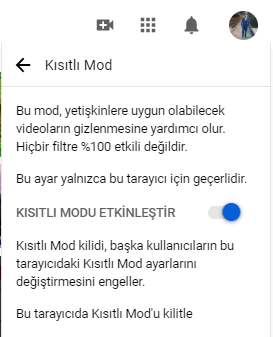 Kısıtlı Mod
Bu mod, yetişkinlere uygun olabilecek
videoların gizlenmesine yardımcı olur.
Hiçbir filtre %100 etkili değildir.
Bu ayar yalnızca bu tarayıcı için geçerlidir.
KISITLI MODU ETKİNLEŞTİR
Kısıtlı Mod kilidi, başka kullanıcıların bu
tarayıcıdaki Kısıtlı Mod ayarlarını
değiştirmesini engeller.
Bu tarayıcıda Kısıtlı Mod'u kilitle